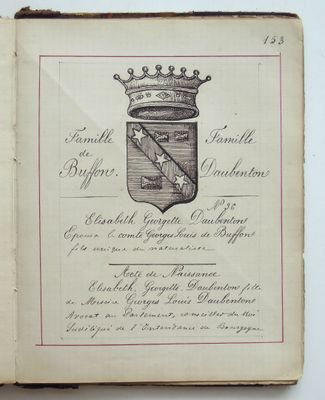 153
Famille
de
Buffon.
Famille
Daubenton
N° 36
Elisabeth Georgette Daubenton
Epousa le comte Georges Louis de Buffon
fils unique du naturaliste
Acte de Naissance
Elisabeth, Georgette, Daubenton fille
de Messire Georges Louis Daubenton
Avocat au Parlement, conseiller du Roi
de l'Intendance de Bourgogne